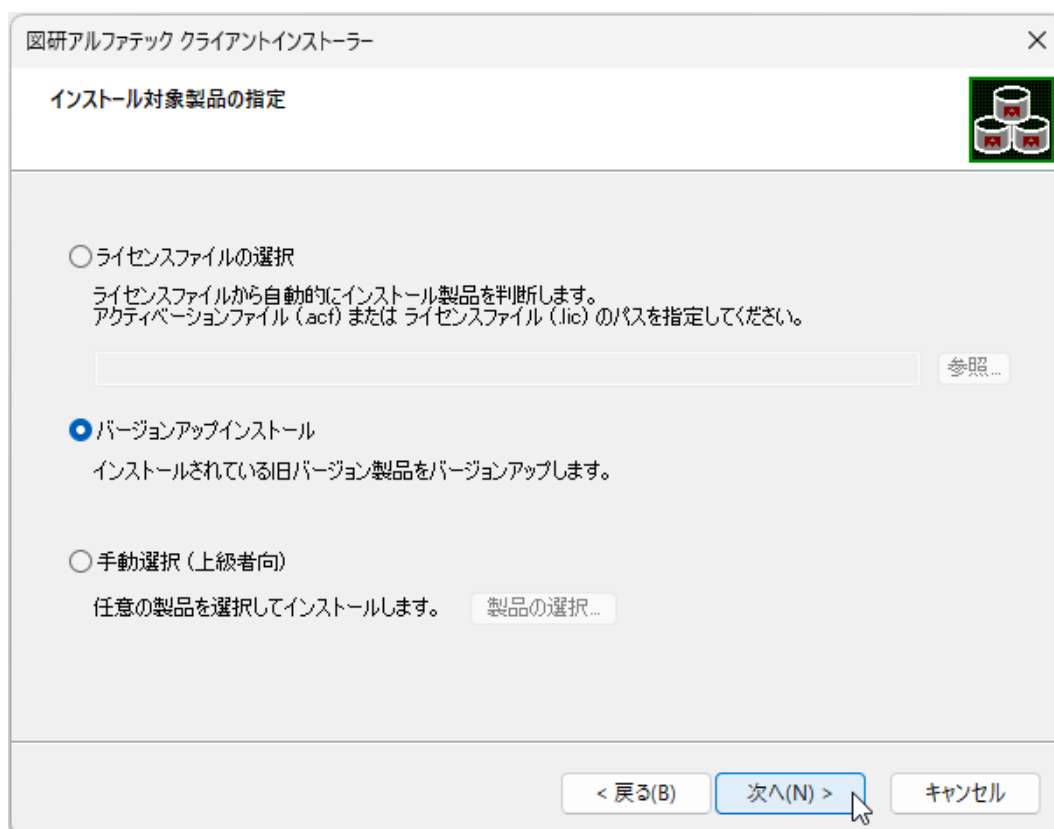 図研アルファテック クライアントインストーラー
インストール対象製品の指定
ライセンスファイルの選択
ライセンスファイルから自動的にインストール製品を判断します。
アクティベーションファイル (.acf) または ライセンスファイル (.lic) のパスを指定してください。
参照...
バージョンアップインストール
インストールされている旧バージョン製品をバージョンアップします。
手動選択 (上級者向)
任意の製品を選択してインストールします。 製品の選択...
< 戻る(B) 次へ(N) > キャンセル